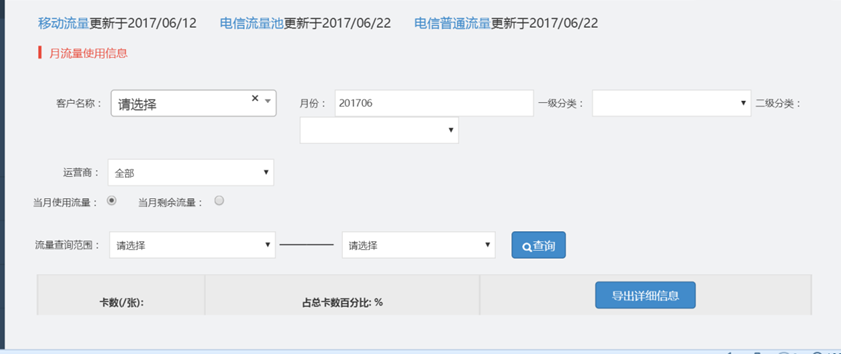 移动流量更新于2017/06/12 电信流量池更新于2017/06/22 电信普通流量更新于2017/06/22
月流量使用信息
客户名称： 请选择 × 月份： 201706 一级分类： 二级分类：
运营商： 全部
当月使用流量： 当月剩余流量：
流量查询范围： 请选择 请选择 查询
卡数(/张): 占总卡数百分比: % 导出详细信息